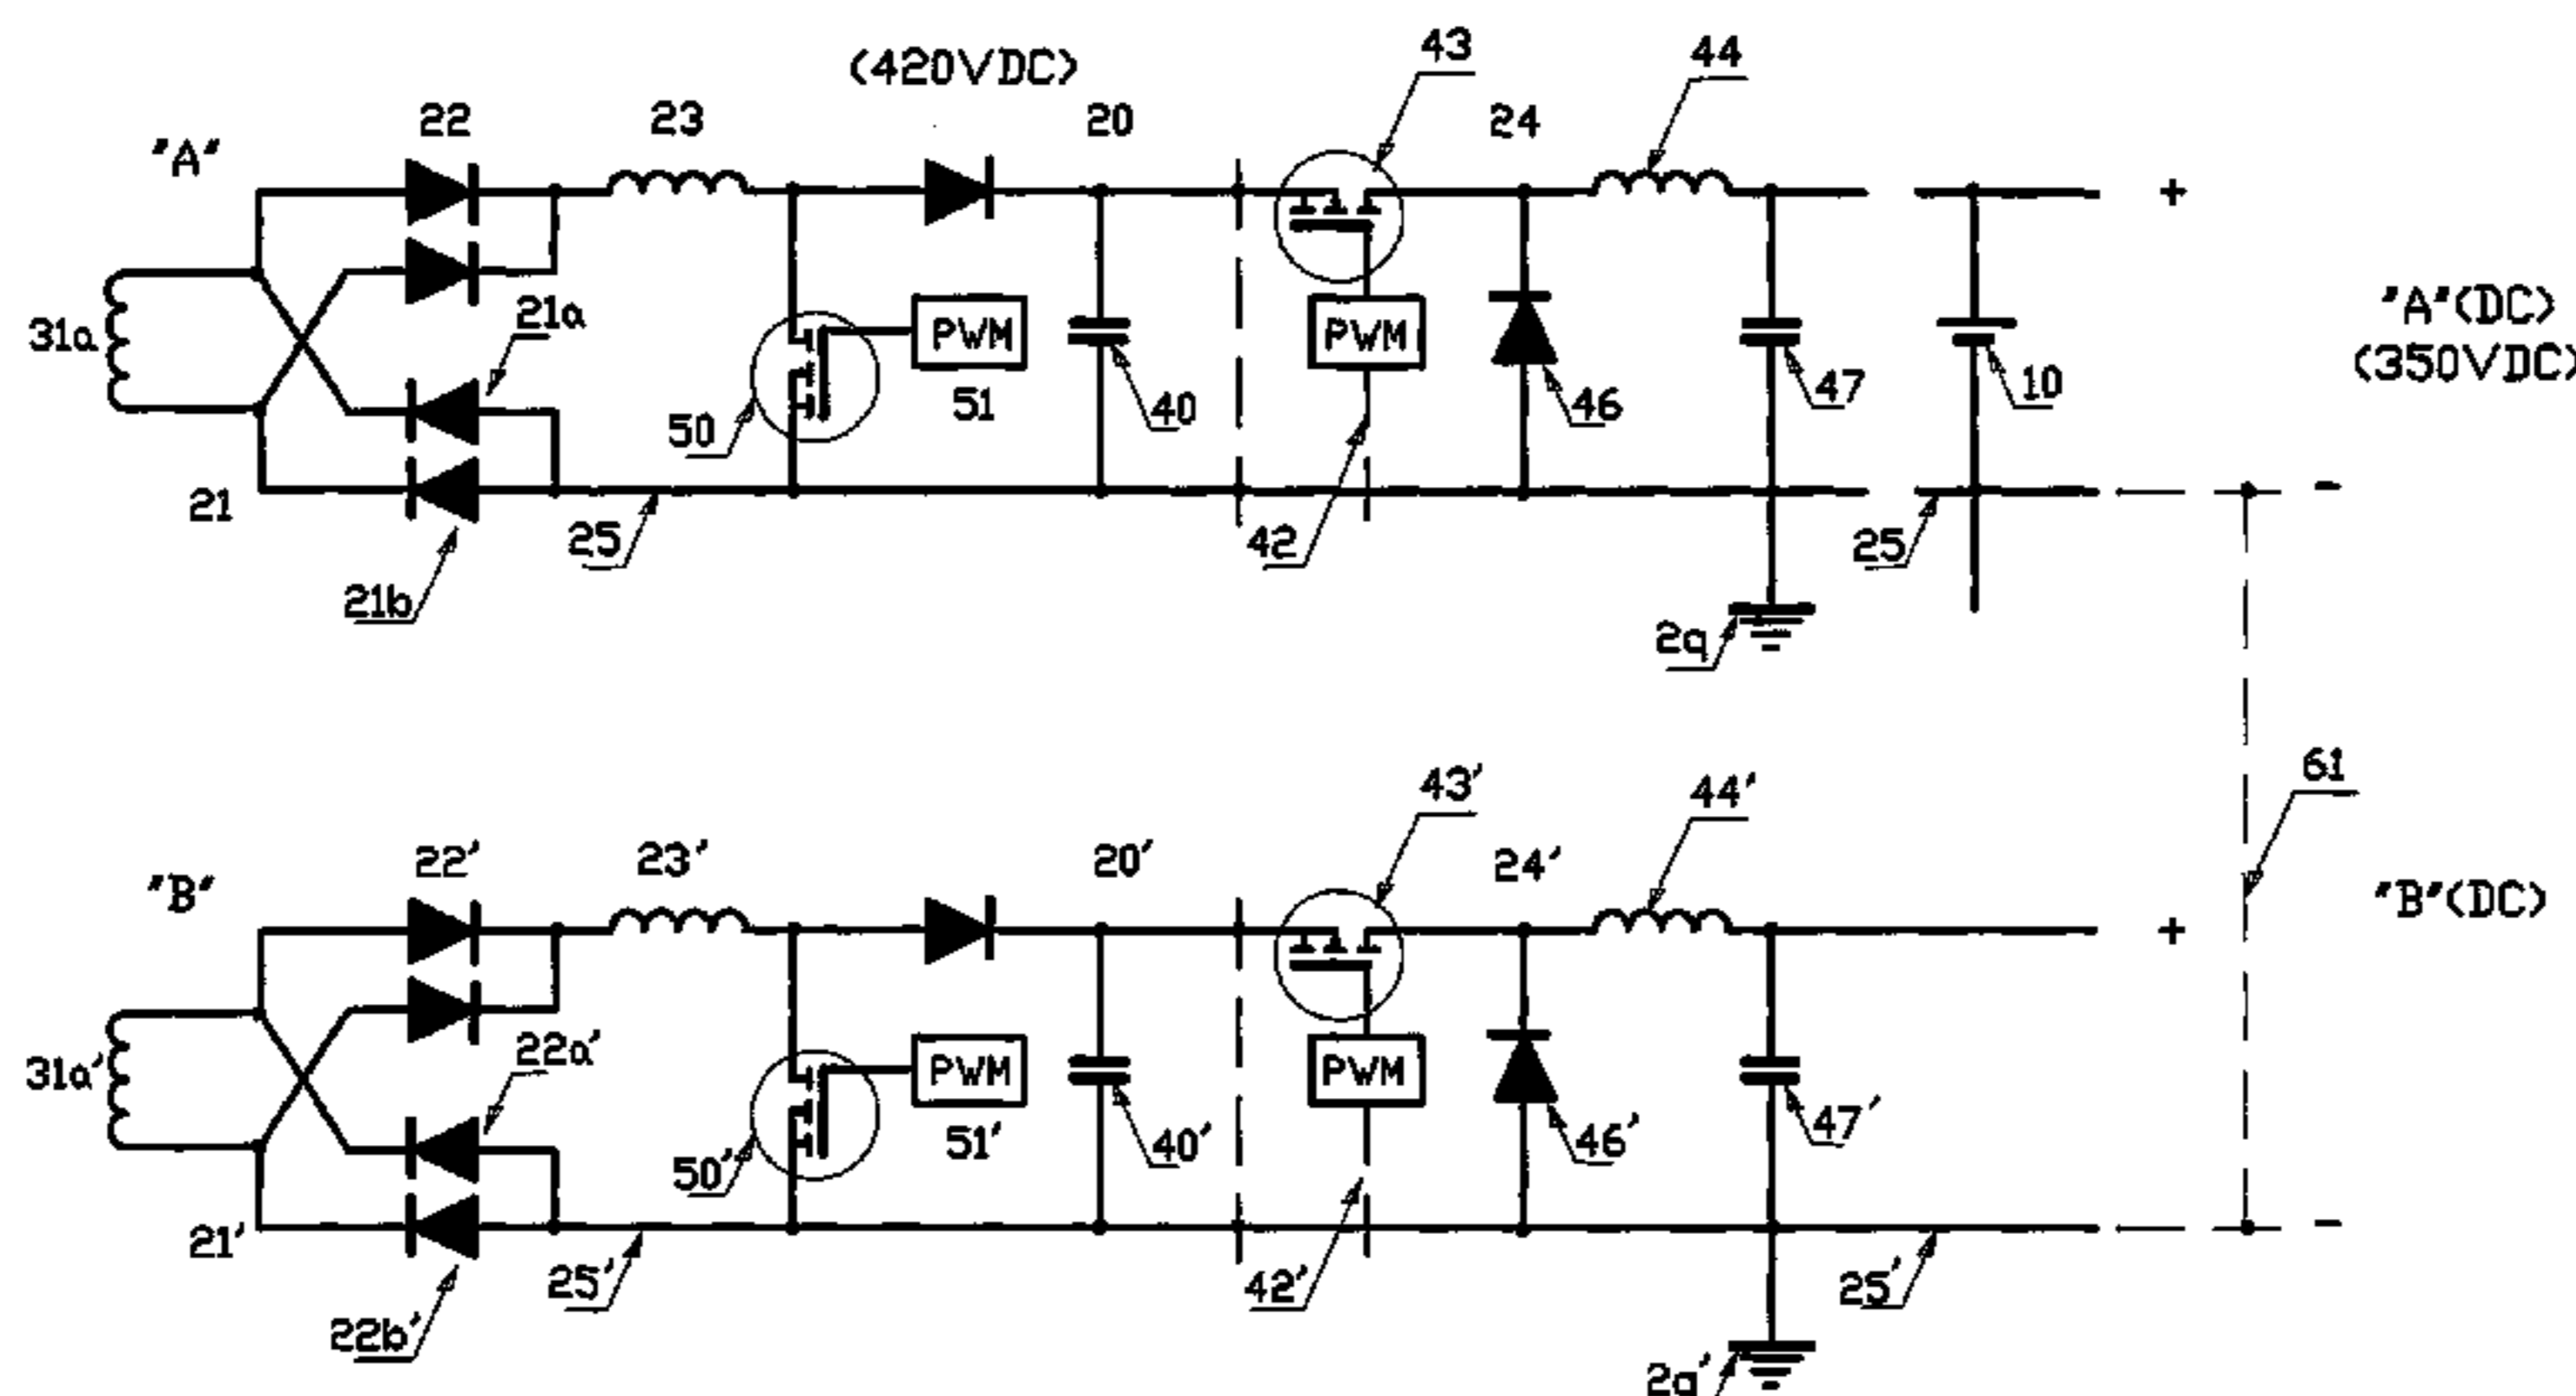 (420VDC)
43
44
22
23
20
24
"A"
+
31a
21a
PWM
PWM
"A"(DC)
(350VDC)
50
51
40
46
47
10
21
25
42
25
-
21b
2q
61
43'
44'
22'
23'
20'
24'
"B"
+
"B"(DC)
31a'
22a'
PWM
PWM
50'
51'
40'
46'
47'
21'
25'
42'
25'
-
22b'
2q'